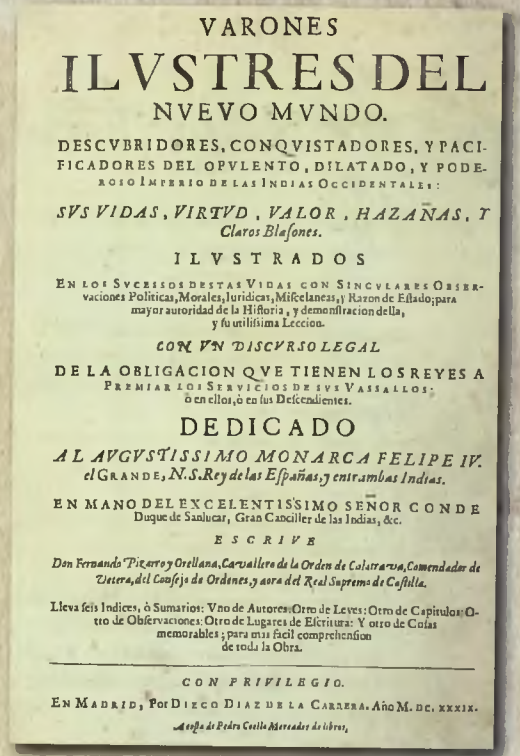 VARONES
ILVSTRES DEL
NVEVO MVNDO.
DESCVBRIDORES, CONQVISTADORES, Y PACI-
FICADORES DEL OPVLENTO, DILATADO, Y PODE-
ROSO IMPERIO DE LAS INDIAS OCCIDENTALES:
SVS VIDAS, VIRTVD, VALOR, HAZAÑAS, Y
Claros Blaſones.
ILVSTRADOS
EN LOS SVCESSOS DESTAS VIDAS CON SINGVLARES OBSER-
vaciones Politicas, Morales, Iuridicas, Miſcelaneas, y Razon de Eſtado; para
mayor autoridad de la Hiſtoria, y demonſtracion della,
y ſu utiliſsima Leccion.
CON VN DISCVRSO LEGAL
DE LA OBLIGACION QVE TIENEN LOS REYES A
PREMIAR LOS SERVICIOS DE SVS VASSALLOS:
ò en ellos, ò en ſus Deſcendientes.
DEDICADO
AL AVGVSTISSIMO MONARCA FELIPE IV.
el GRANDE, N.S. Rey de las Eſpañas, y entrambas Indias.
EN MANO DEL EXCELENTISSIMO SEÑOR CONDE
Duque de Sanlucar, Gran Canciller de las Indias, &c.
ESCRIVE
Don Fernando Pizarro y Orellana, Cavallero de la Orden de Calatrava, Comendador de
Vetera, del Conſejo de Ordenes, y aora del Real Supremo de Caſtilla.
Lleva ſeis Indices, ò Sumarios: Vno de Autores: Otro de Leyes: Otro de Capitulos: O-
tro de Obſervaciones: Otro de Lugares de Eſcritura: Y otro de Coſas
memorables; para mas facil comprehenſion
de toda la Obra.
CON PRIVILEGIO.
EN MADRID, Por DIEGO DIAZ DE LA CARRERA. Año M. DC. XXXIX.
A coſta de Pedro Coello Mercader de libros,